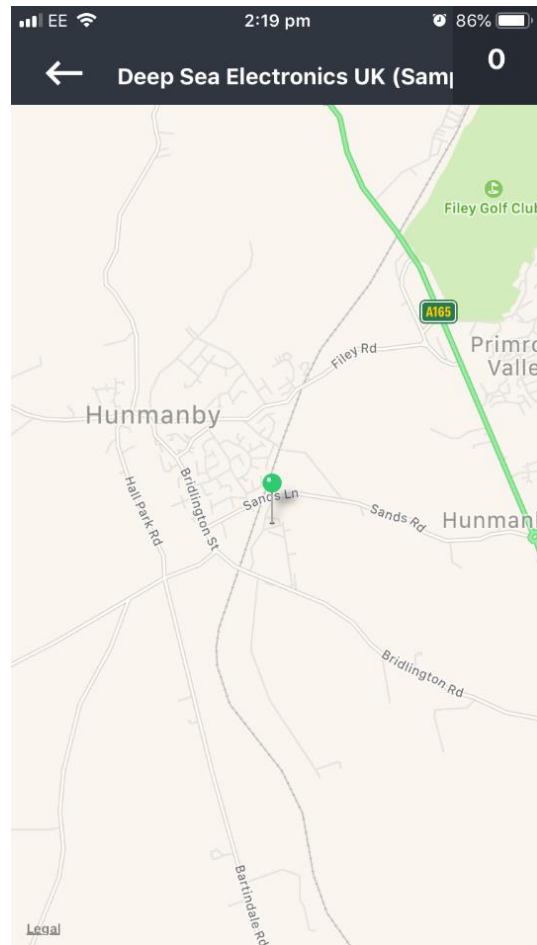 EE 2:19 pm 86%
Deep Sea Electronics UK (Samp 0
Filey Golf Club
A165
Filey Rd
Primro
Valle
Hunmanby
Hall Park Rd
Bridlington St
Sands Ln
Sands Rd
Hunmanb
Bridlington Rd
Bartindale Rd
Legal